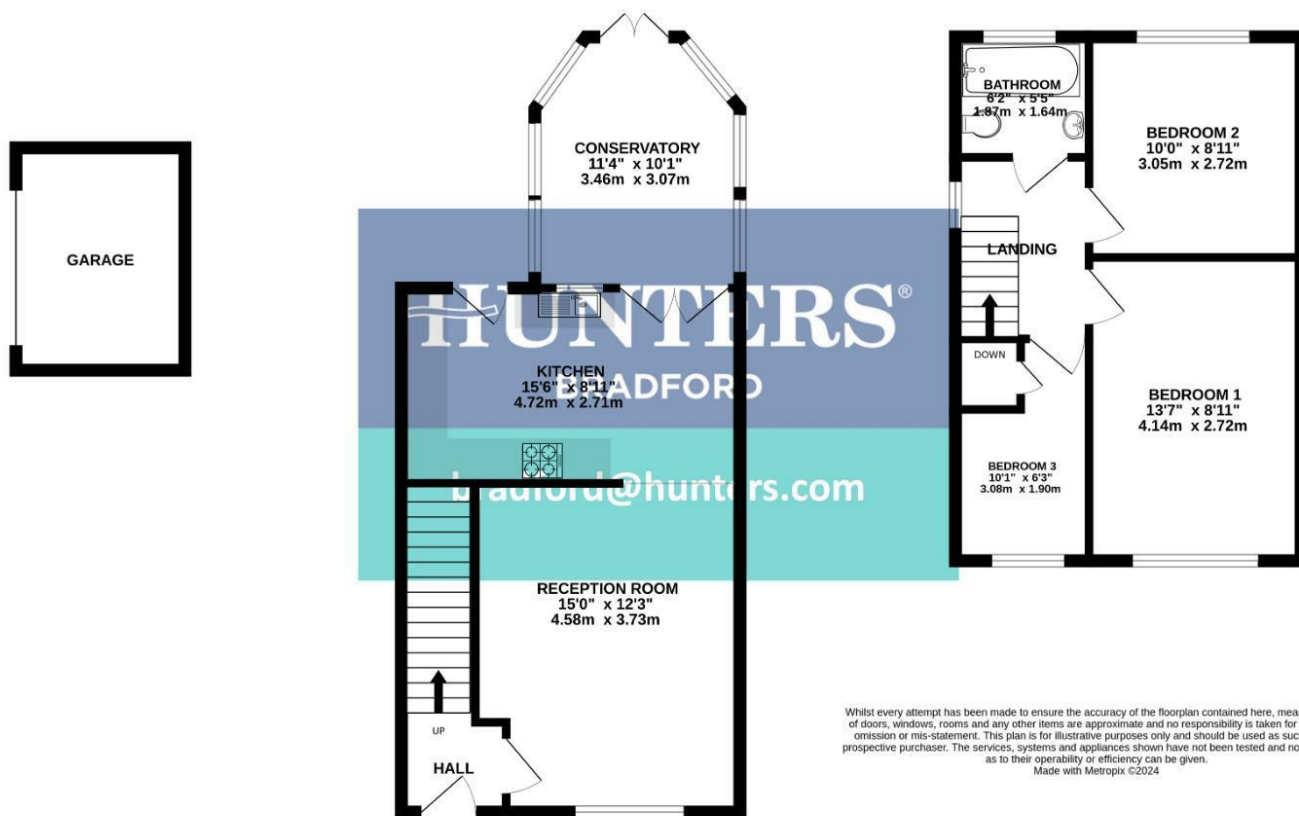 GARAGE
CONSERVATORY
11'4" x 10'1"
3.46m x 3.07m
HUNTERS®
BRADFORD
KITCHEN
15'6" x 8'11"
4.72m x 2.71m
bradford@hunters.com
RECEPTION ROOM
15'0" x 12'3"
4.58m x 3.73m
UP
HALL
BATHROOM
6'2" x 5'5"
1.87m x 1.64m
BEDROOM 2
10'0" x 8'11"
3.05m x 2.72m
LANDING
DOWN
BEDROOM 1
13'7" x 8'11"
4.14m x 2.72m
BEDROOM 3
10'1" x 6'3"
3.08m x 1.90m
Whilst every attempt has been made to ensure the accuracy of the floorplan contained here, mea
of doors, windows, rooms and any other items are approximate and no responsibility is taken for
omission or mis-statement. This plan is for illustrative purposes only and should be used as suc
prospective purchaser. The services, systems and appliances shown have not been tested and no
as to their operability or efficiency can be given.
Made with Metropix ©2024